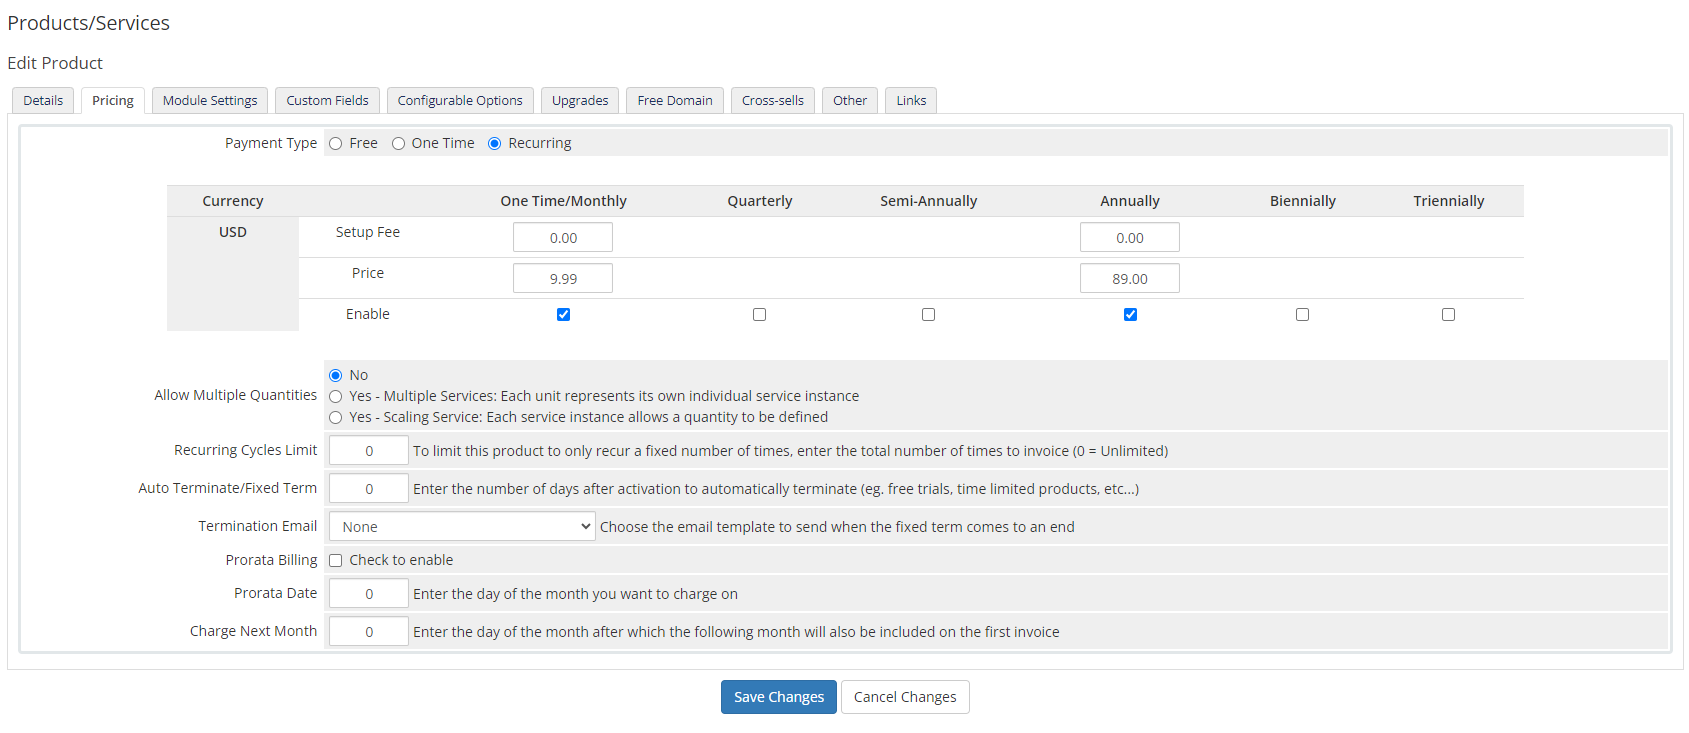 Products/Services
Edit Product
Details Pricing Module Settings Custom Fields Configurable Options Upgrades Free Domain Cross-sells Other Links
Payment Type Free One Time Recurring
Currency One Time/Monthly Quarterly Semi-Annually Annually Biennially Triennially
USD Setup Fee 0.00 0.00
Price 9.99 89.00
Enable
No
Allow Multiple Quantities Yes - Multiple Services: Each unit represents its own individual service instance
Yes - Scaling Service: Each service instance allows a quantity to be defined
Recurring Cycles Limit 0 To limit this product to only recur a fixed number of times, enter the total number of times to invoice (0 = Unlimited)
Auto Terminate/Fixed Term 0 Enter the number of days after activation to automatically terminate (eg. free trials, time limited products, etc...)
Termination Email None Choose the email template to send when the fixed term comes to an end
Prorata Billing Check to enable
Prorata Date 0 Enter the day of the month you want to charge on
Charge Next Month 0 Enter the day of the month after which the following month will also be included on the first invoice
Save Changes Cancel Changes